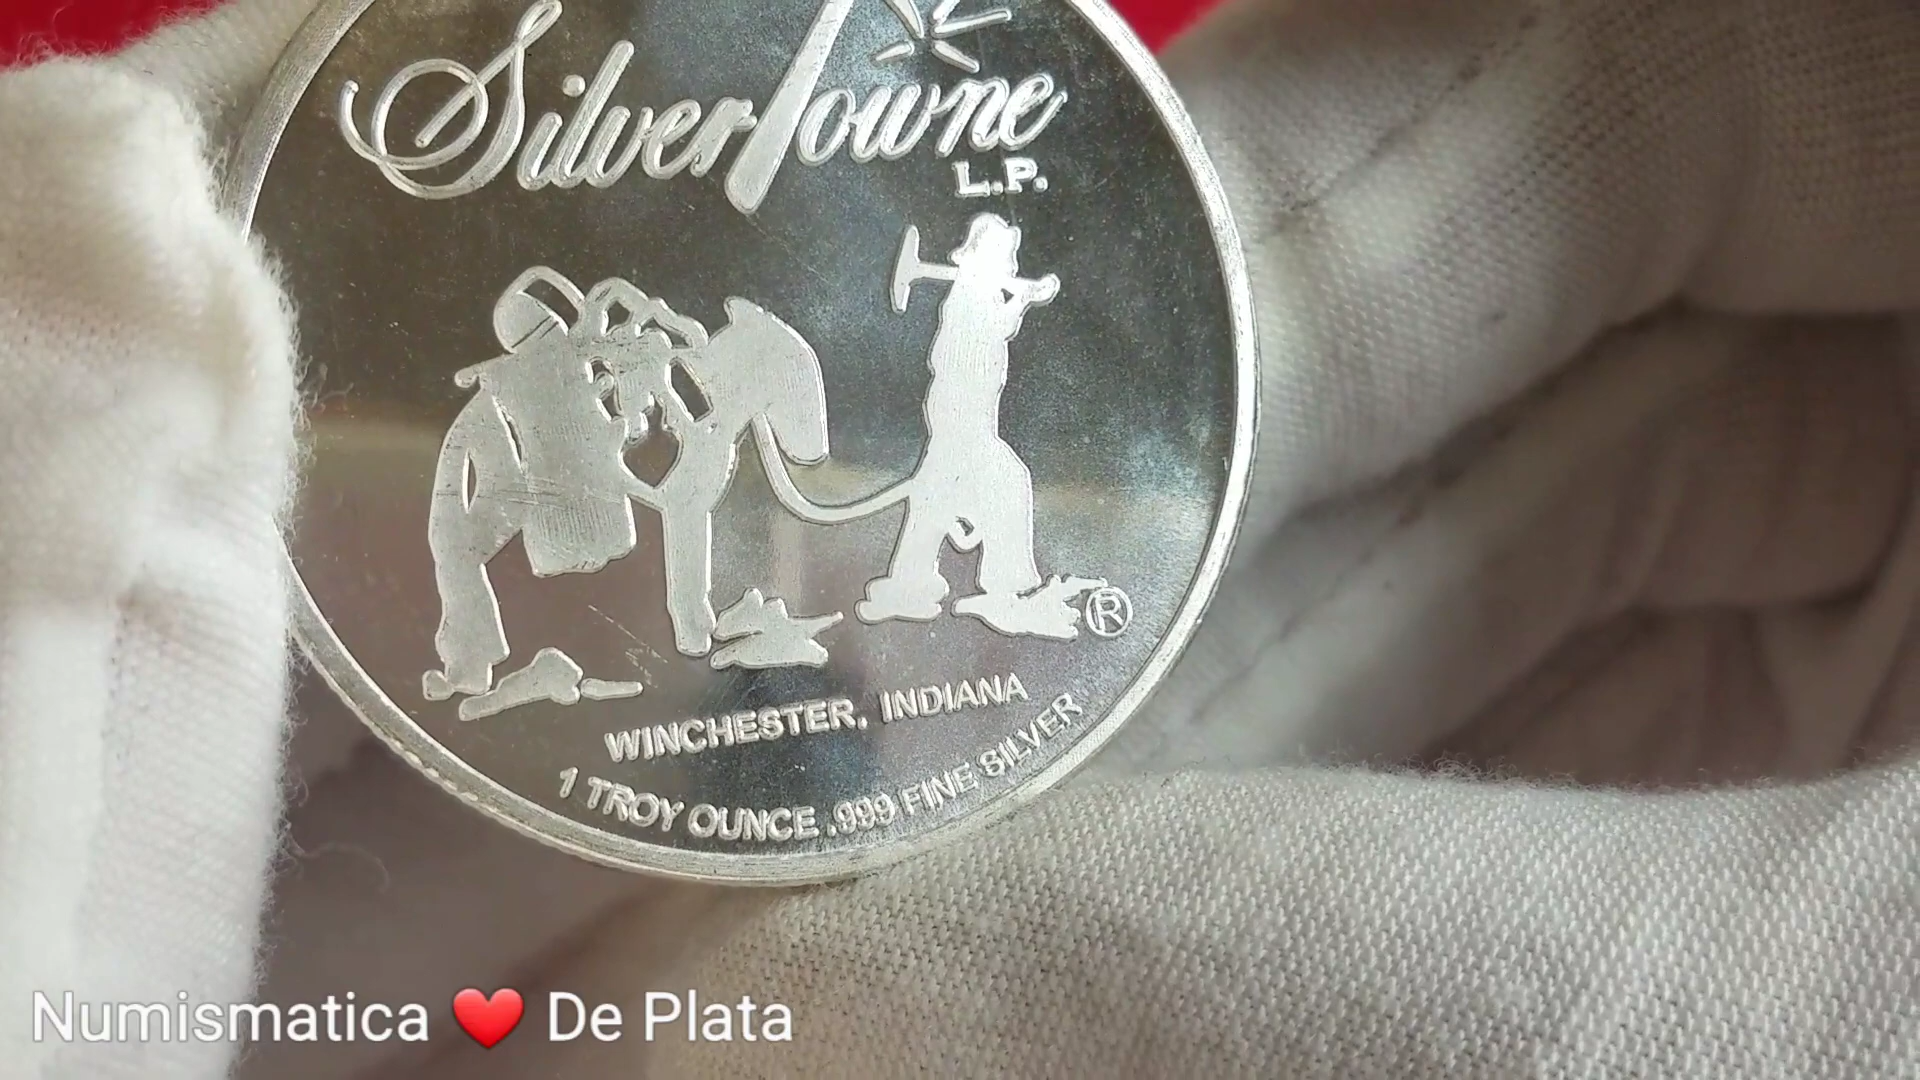 SilverTowne
L.P.
®
WINCHESTER, INDIANA
1 TROY OUNCE .999 FINE SILVER
Numismatica ❤️ De Plata